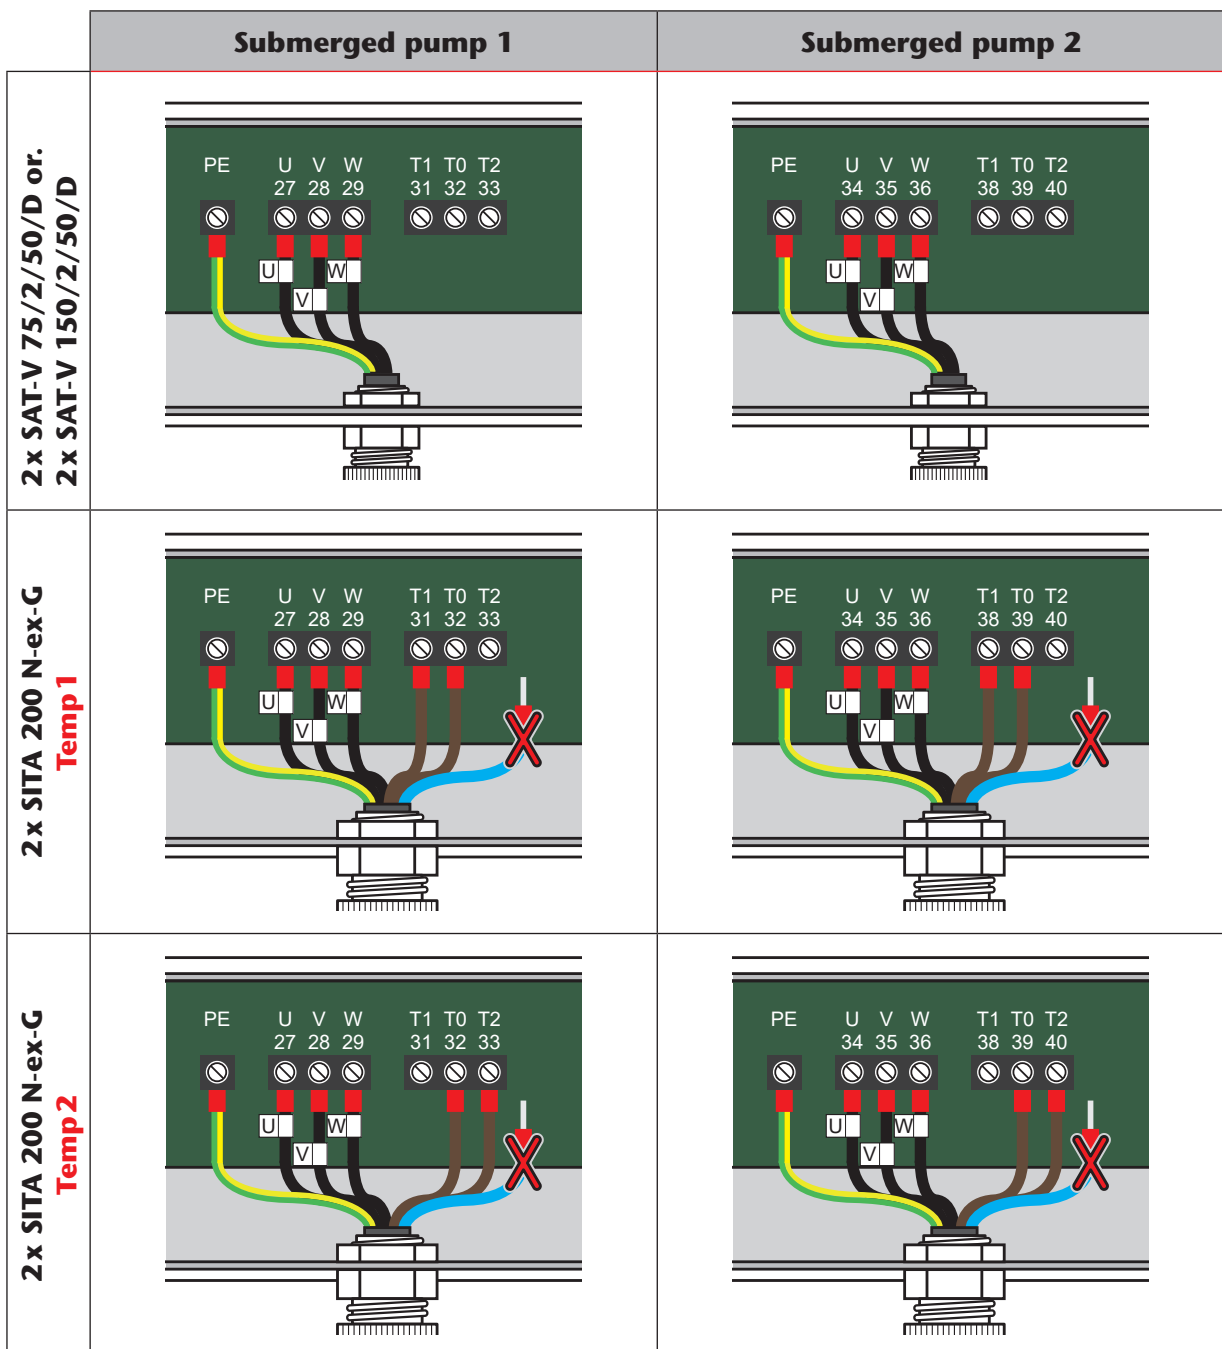 Submerged pump 1
Submerged pump 2
2x SAT-V 75/2/50/D or.
2x SAT-V 150/2/50/D
PE U V W T1 T0 T2
27 28 29 31 32 33
U W
V
PE U V W T1 T0 T2
34 35 36 38 39 40
U W
V
2x SITA 200 N-ex-G
Temp 1
PE U V W T1 T0 T2
27 28 29 31 32 33
U W
V
PE U V W T1 T0 T2
34 35 36 38 39 40
U W
V
2x SITA 200 N-ex-G
Temp 2
PE U V W T1 T0 T2
27 28 29 31 32 33
U W
V
PE U V W T1 T0 T2
34 35 36 38 39 40
U W
V